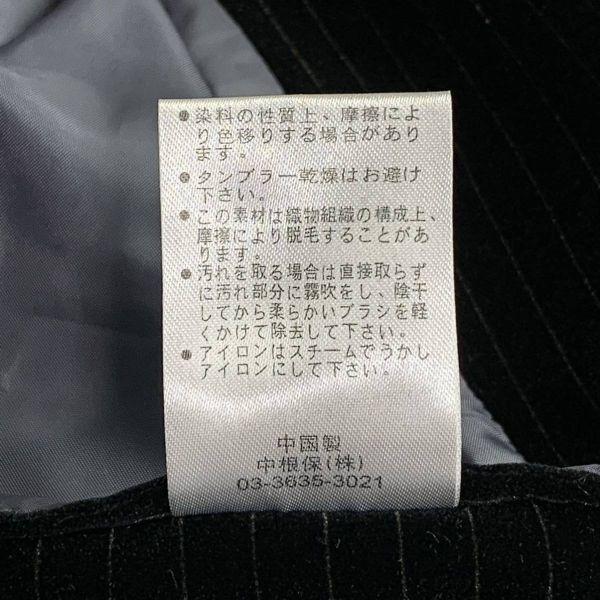 ●染料の性質上、摩擦によ
り色移りする場合があり
ます。
●タンブラー乾燥はお避け
下さい。
●この素材は織物組織の構成上、
摩擦により脱毛することがあ
ります。
●汚れを取る場合は直接取らず
に汚れ部分に霧吹をし、陰干
してから柔らかいブラシを軽
くかけて除去して下さい。
●アイロンはスチームでうかし
アイロンにして下さい。
中國製
中根保(株)
03-3635-3021